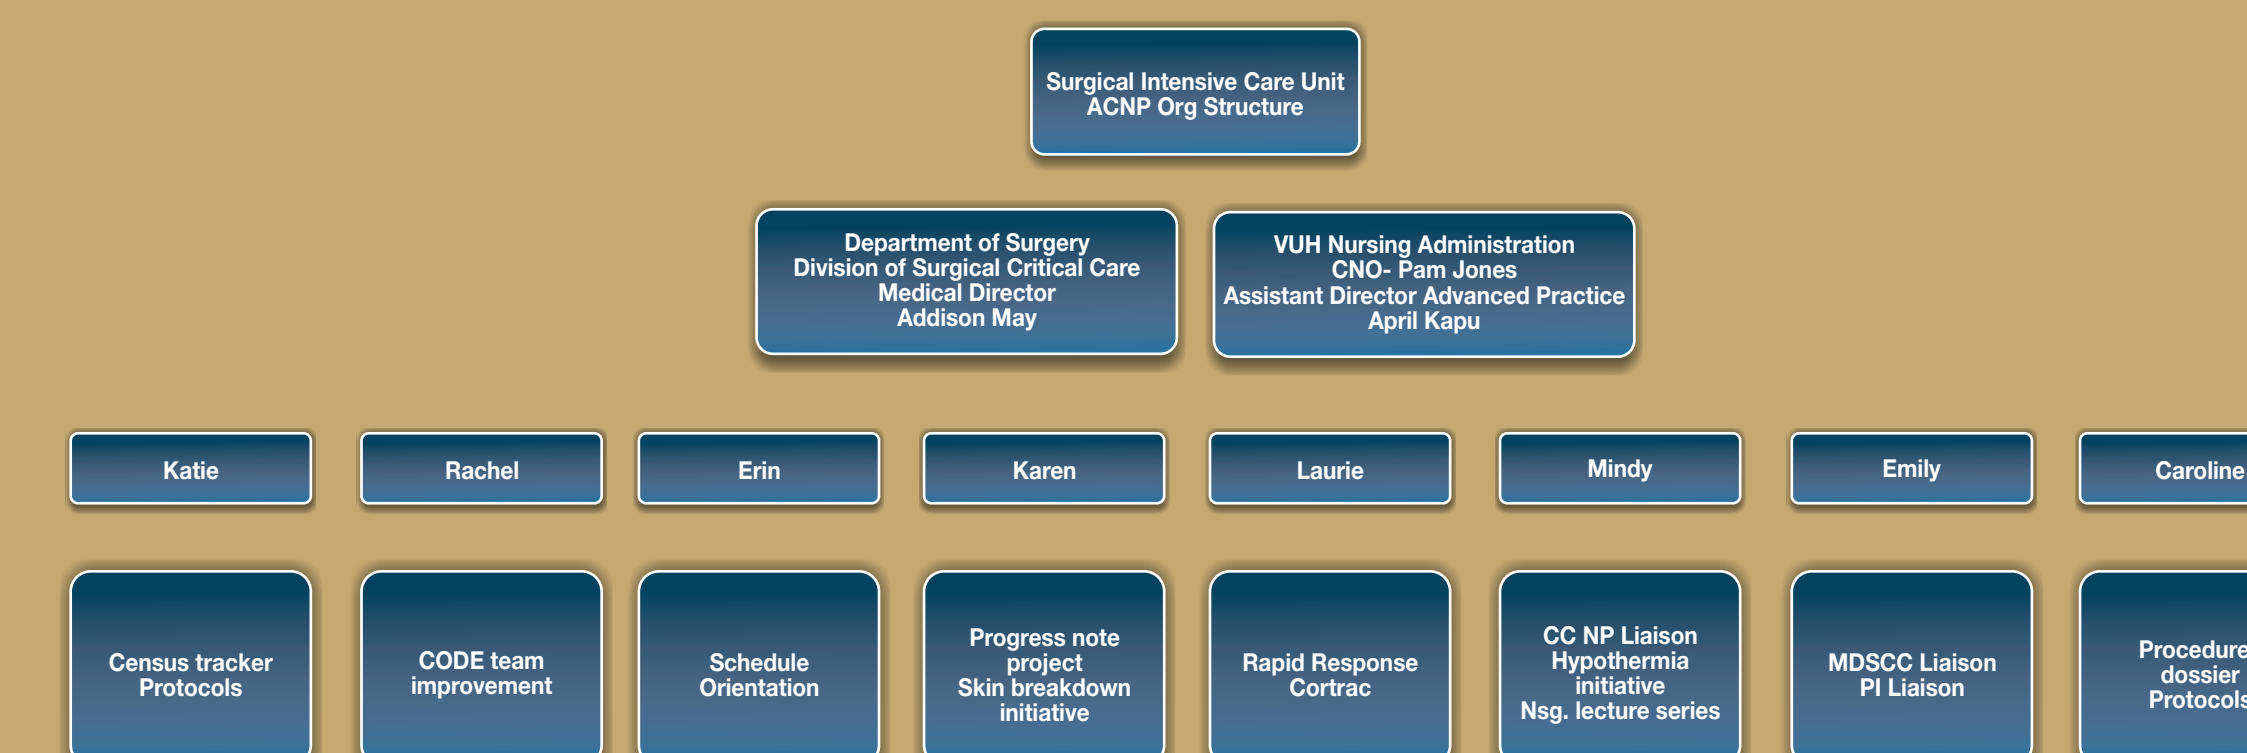 Surgical Intensive Care Unit
ACNP Org Structure
Department of Surgery
Division of Surgical Critical Care
Medical Director
Addison May
VUH Nursing Administration
CNO- Pam Jones
Assistant Director Advanced Practice
April Kapu
Katie
Rachel
Erin
Karen
Laurie
Mindy
Emily
Caroline
Census tracker
Protocols
CODE team
improvement
Schedule
Orientation
Progress note
project
Skin breakdown
initiative
Rapid Response
Cortrac
CC NP Liaison
Hypothermia
initiative
Nsg. lecture series
MDSCC Liaison
PI Liaison
Procedure
dossier
Protocols